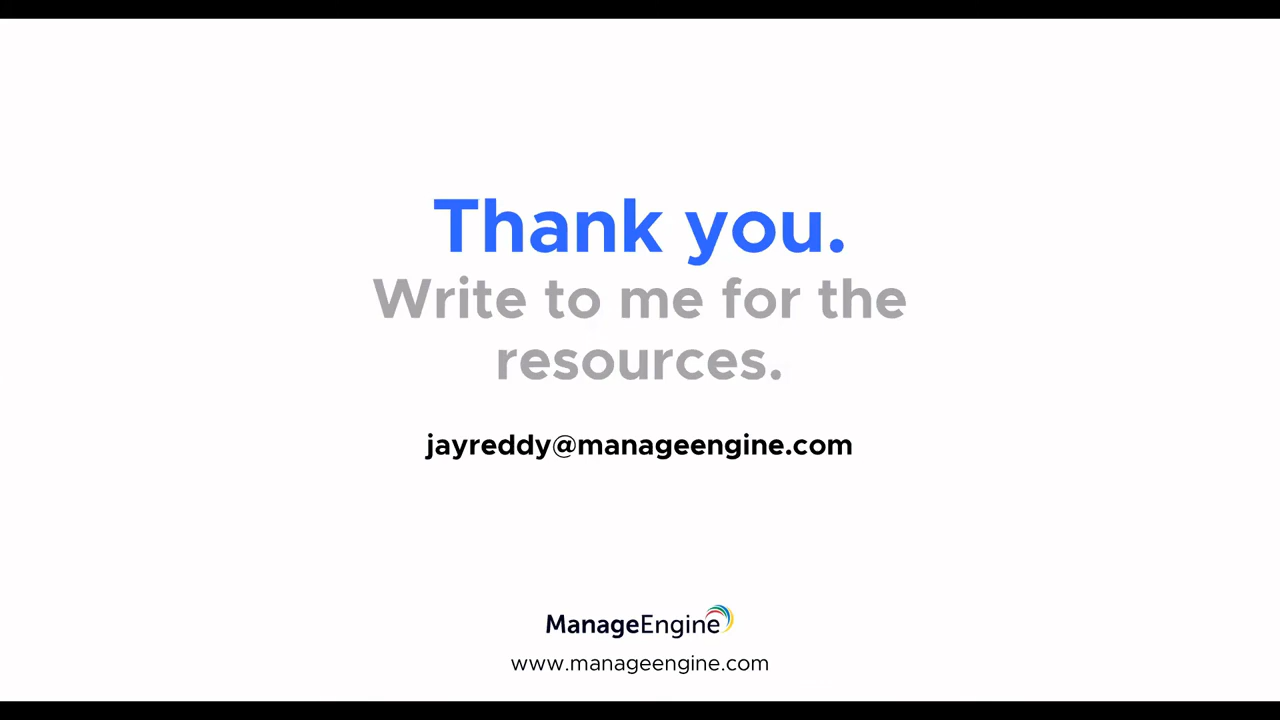 Thank you.
Write to me for the
resources.
jayreddy@manageengine.com
ManageEngine
www.manageengine.com